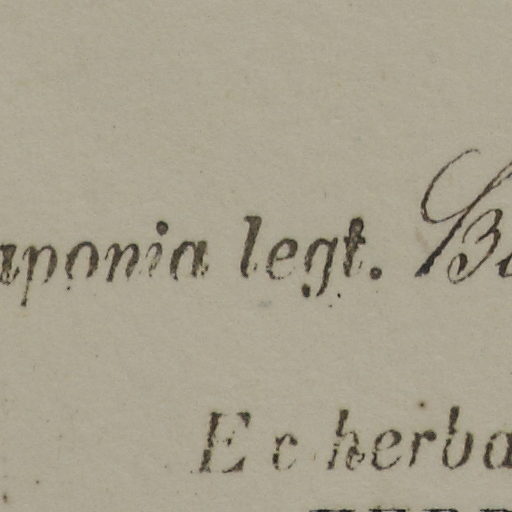 aponia legt. B
E c herba